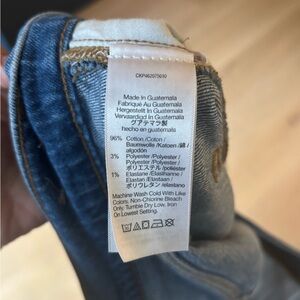 CKP462075610
Made In Guatemala
Fabriqué Au Guatemala
Hergestellt In Guatemala
Vervaardigd In Guatemala
グアテマラ製
hecho en guatemala
96% Cotton /Coton /
Baumwolle /Katoen /綿 /
algodón
3% Polyester /Polyester /
Polyester /Polyester /
ポリエステル /poliéster
1% Elastane /Elasthanne /
Elastan /Elastaan /
ポリウレタン /elastano
Machine Wash Cold With Like
Colors; Non-Chlorine Bleach
Only; Tumble Dry Low, Iron
On Lowest Setting.